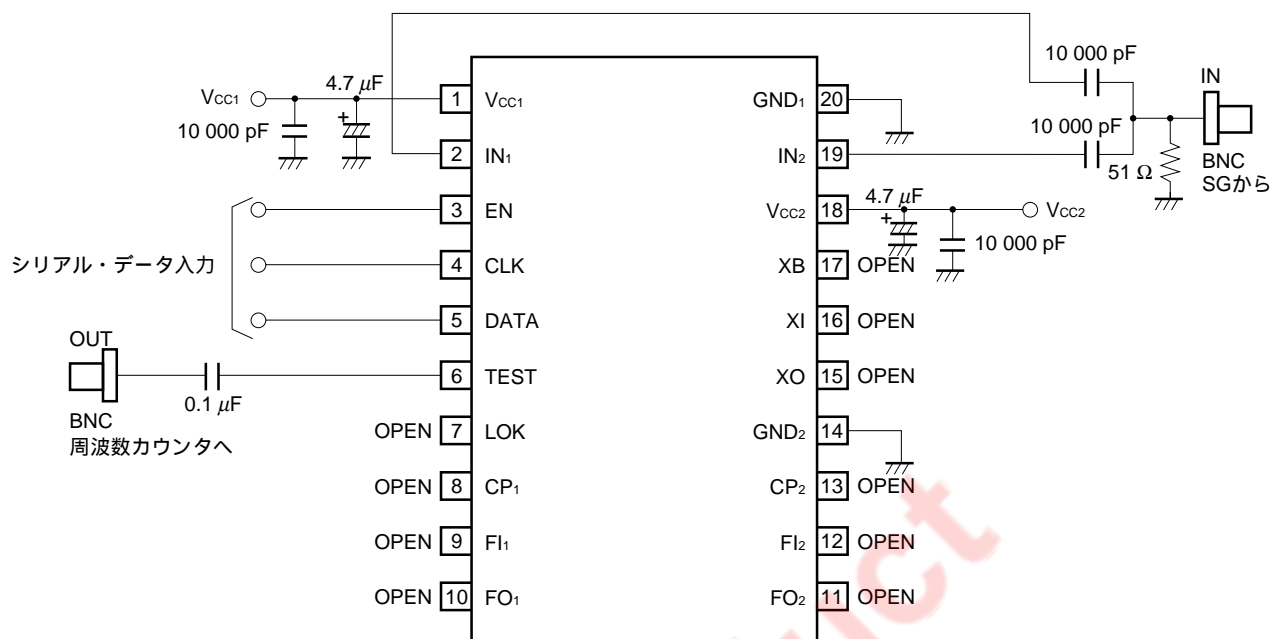 10 000 pF
IN
4.7 μF
VCC1
1
VCC1
GND1
20
10 000 pF
+
10 000 pF
2
IN1
IN2
19
51 Ω
BNC
SGから
4.7 μF
3
EN
VCC2
18
+
VCC2
10 000 pF
シリアル・データ入力
4
CLK
XB
17
OPEN
5
DATA
XI
16
OPEN
OUT
6
TEST
XO
15
OPEN
0.1 μF
BNC
周波数カウンタへ
OPEN
7
LOK
GND2
14
OPEN
8
CP1
CP2
13
OPEN
OPEN
9
FI1
FI2
12
OPEN
OPEN
10
FO1
FO2
11
OPEN
uct